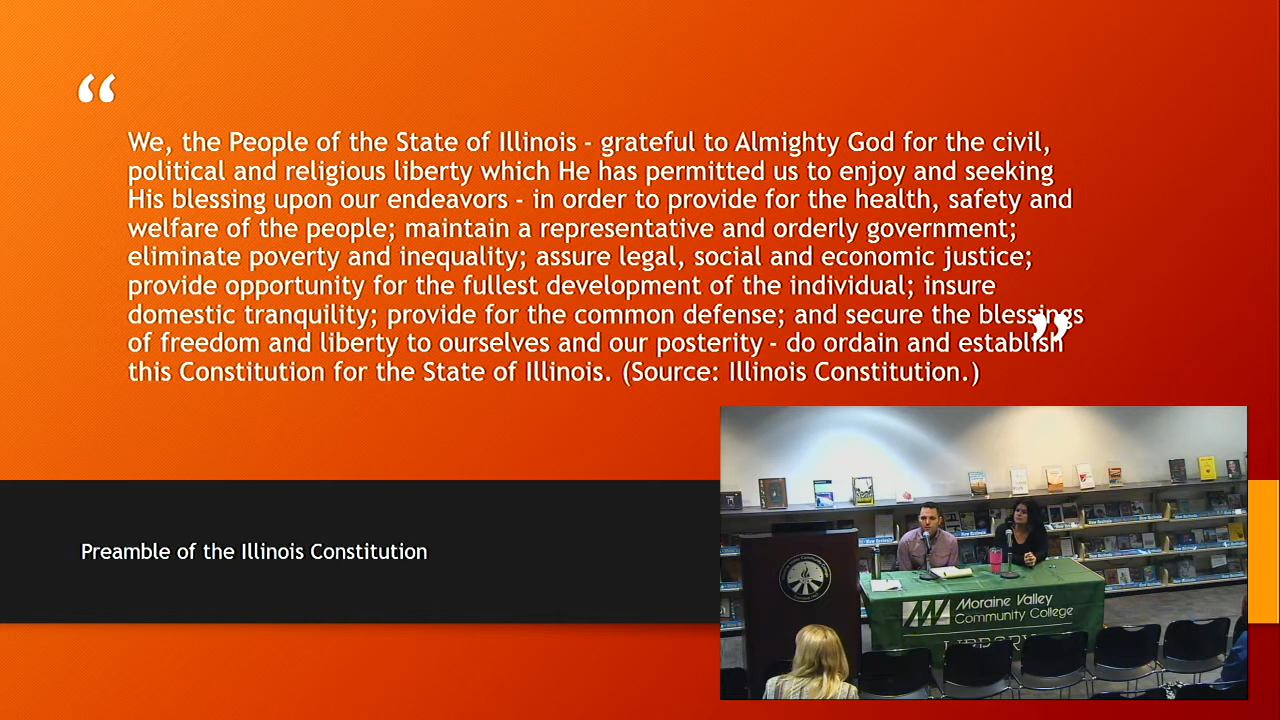 “
We, the People of the State of Illinois - grateful to Almighty God for the civil,
political and religious liberty which He has permitted us to enjoy and seeking
His blessing upon our endeavors - in order to provide for the health, safety and
welfare of the people; maintain a representative and orderly government;
eliminate poverty and inequality; assure legal, social and economic justice;
provide opportunity for the fullest development of the individual; insure
domestic tranquility; provide for the common defense; and secure the blessings
of freedom and liberty to ourselves and our posterity - do ordain and establish
this Constitution for the State of Illinois. (Source: Illinois Constitution.)
”
Preamble of the Illinois Constitution
Moraine Valley
Community College
LIBRARY